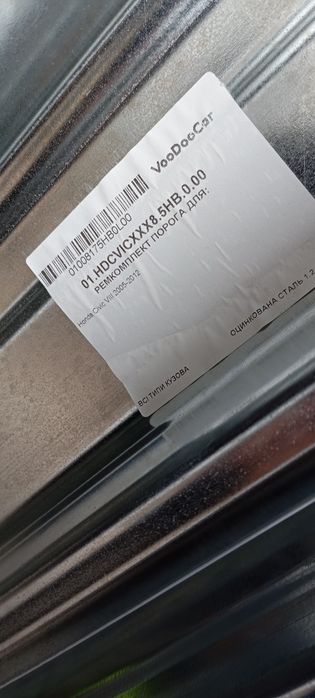 VooDooCar
01008175HB0L00
01.HDCVICXXX8.5HB.0.00
РЕМКОМПЛЕКТ ПОРОГА ДЛЯ:
Honda Civic VIII 2005-2012
ВСІ ТИПИ КУЗОВА
ОЦИНКОВАНА СТАЛЬ 1.2